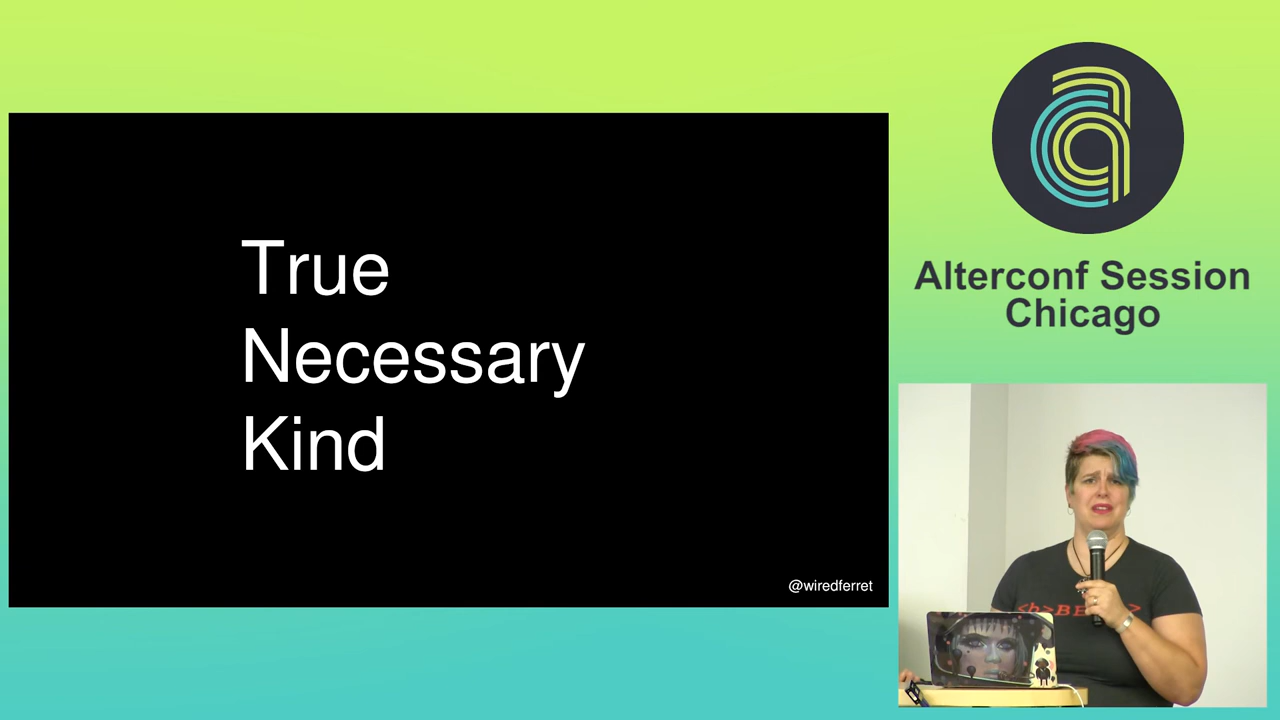 True
Necessary
Kind
@wiredferret
Alterconf Session
Chicago